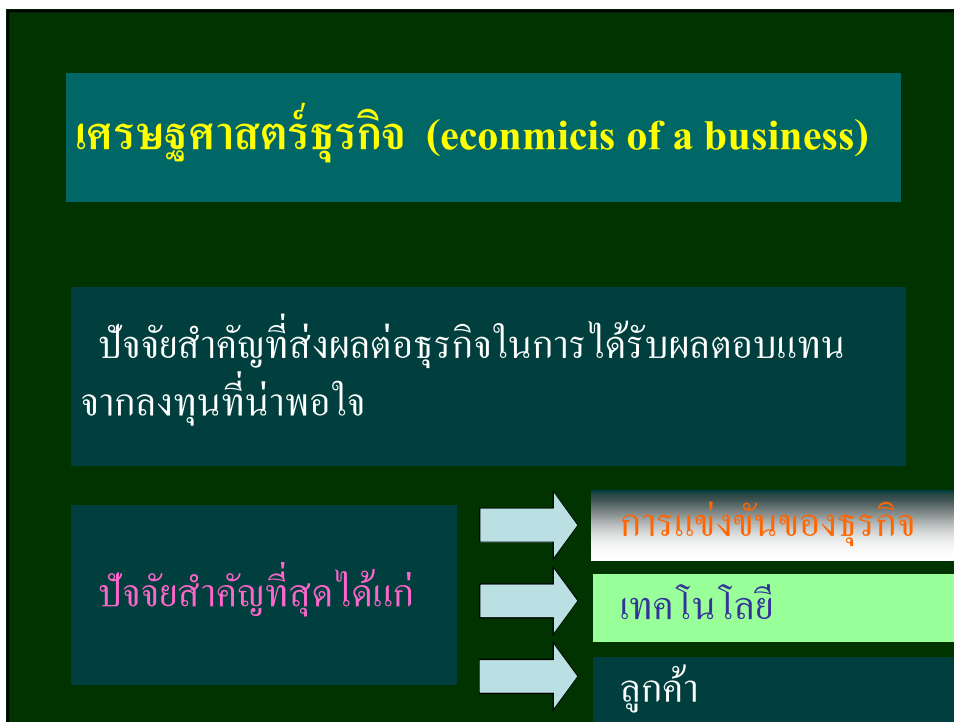 เศรษฐศาสตร์ธุรกิจ (econmicis of a business)
ปัจจัยสำคัญที่ส่งผลต่อธุรกิจในการได้รับผลตอบแทน
จากลงทุนที่น่าพอใจ
ปัจจัยสำคัญที่สุดได้แก่
การแข่งขันของธุรกิจ
เทคโนโลยี
ลูกค้า